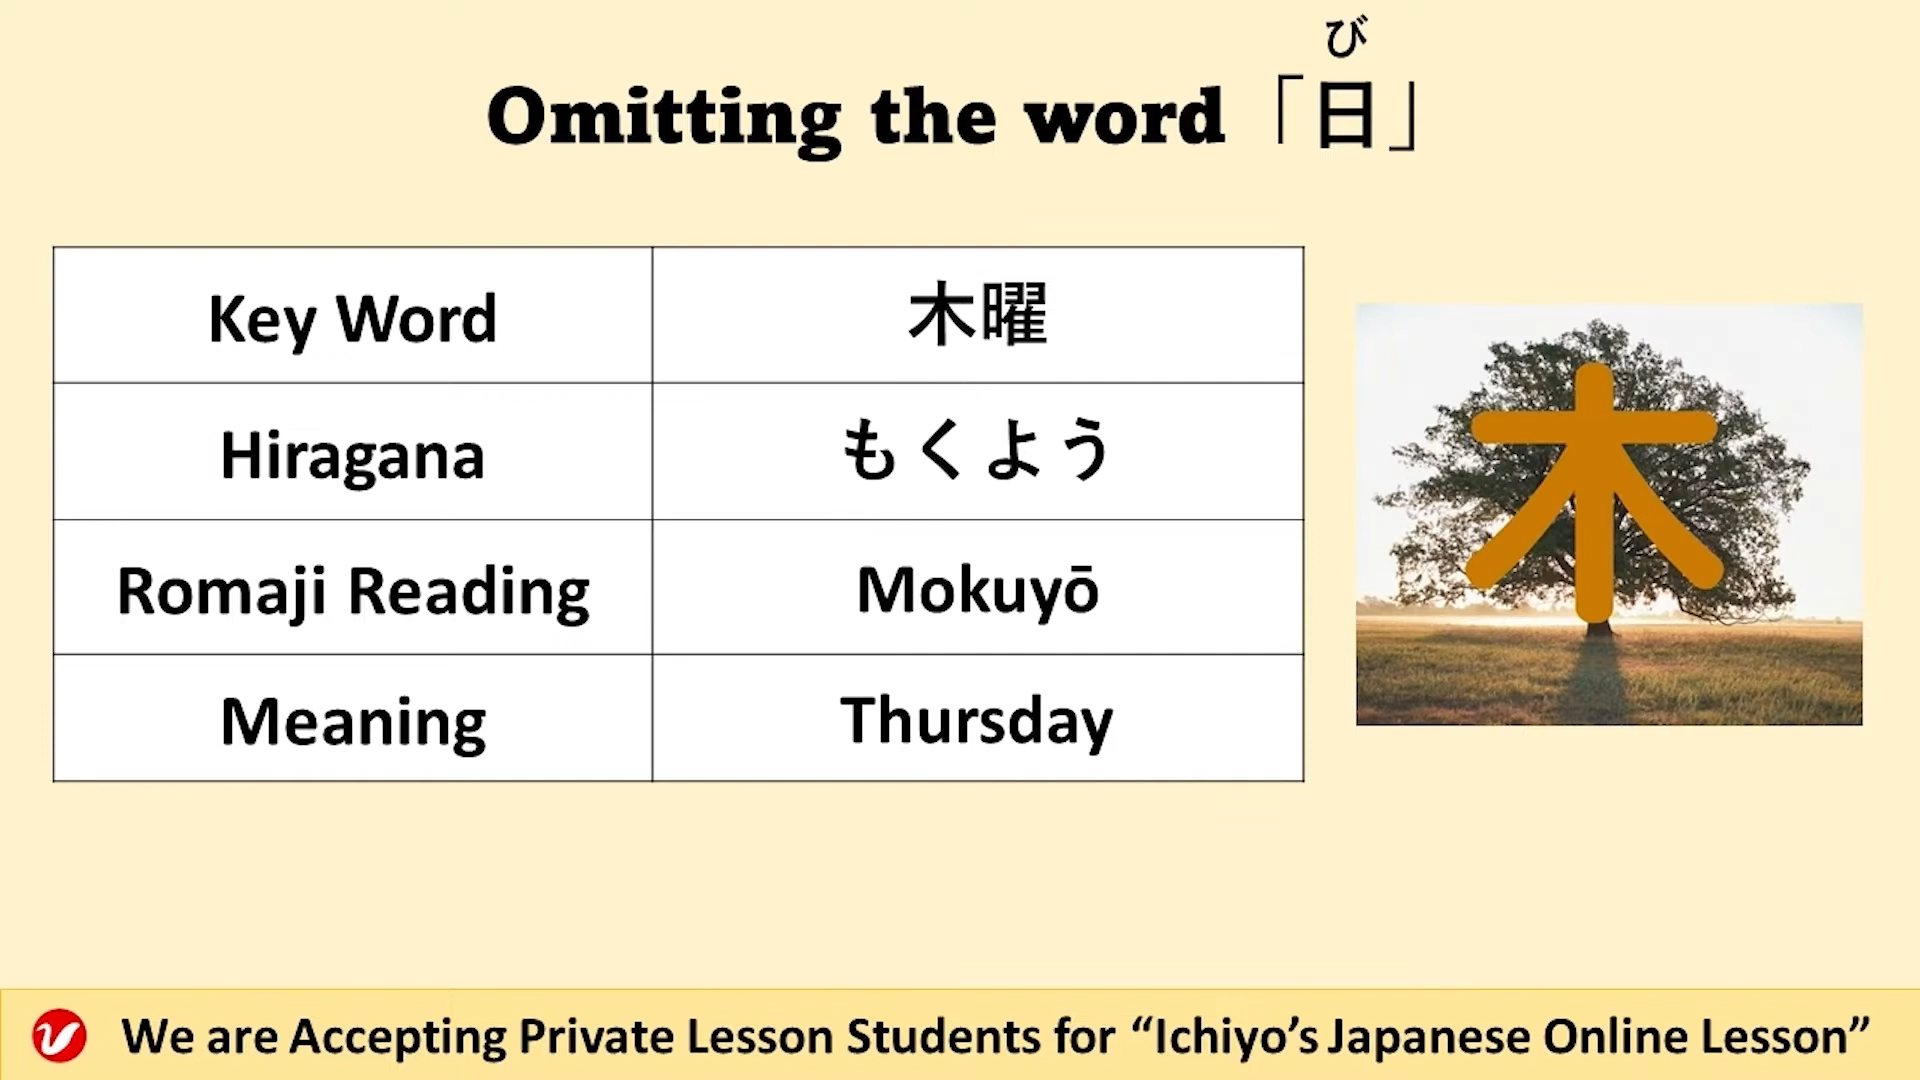 び
Omitting the word「日」
Key Word 木曜
Hiragana もくよう
Romaji Reading Mokuyō
Meaning Thursday
木
We are Accepting Private Lesson Students for “Ichiyo’s Japanese Online Lesson”